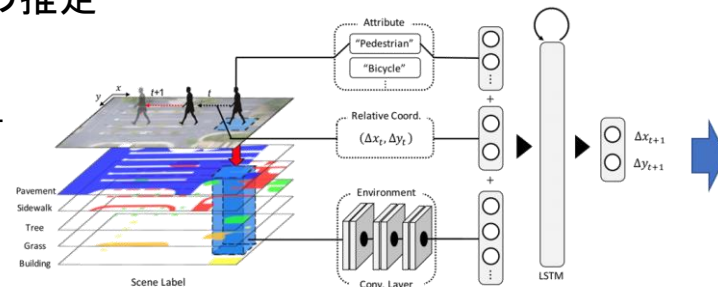 の推定
Attribute
"Pedestrian"
"Bicycle"
⋮
x
y
t+1
t
+
Relative Coord.
(Δx_t, Δy_t)
Δx_{t+1}
Δy_{t+1}
+
Pavement
Sidewalk
Tree
Grass
Building
Scene Label
Environment
Conv. Layer
LSTM